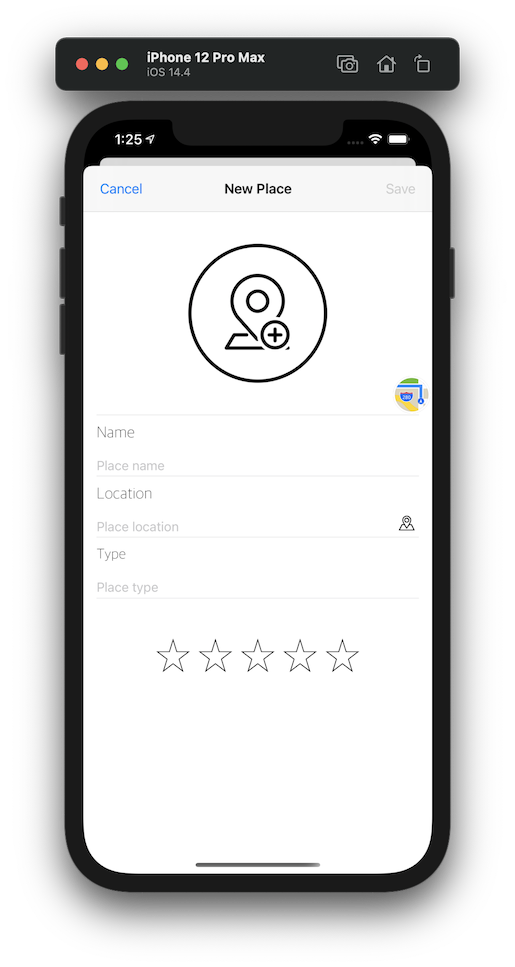 iPhone 12 Pro Max
iOS 14.4
1:25
Cancel
New Place
Save
280
Name
Place name
Location
Place location
Type
Place type